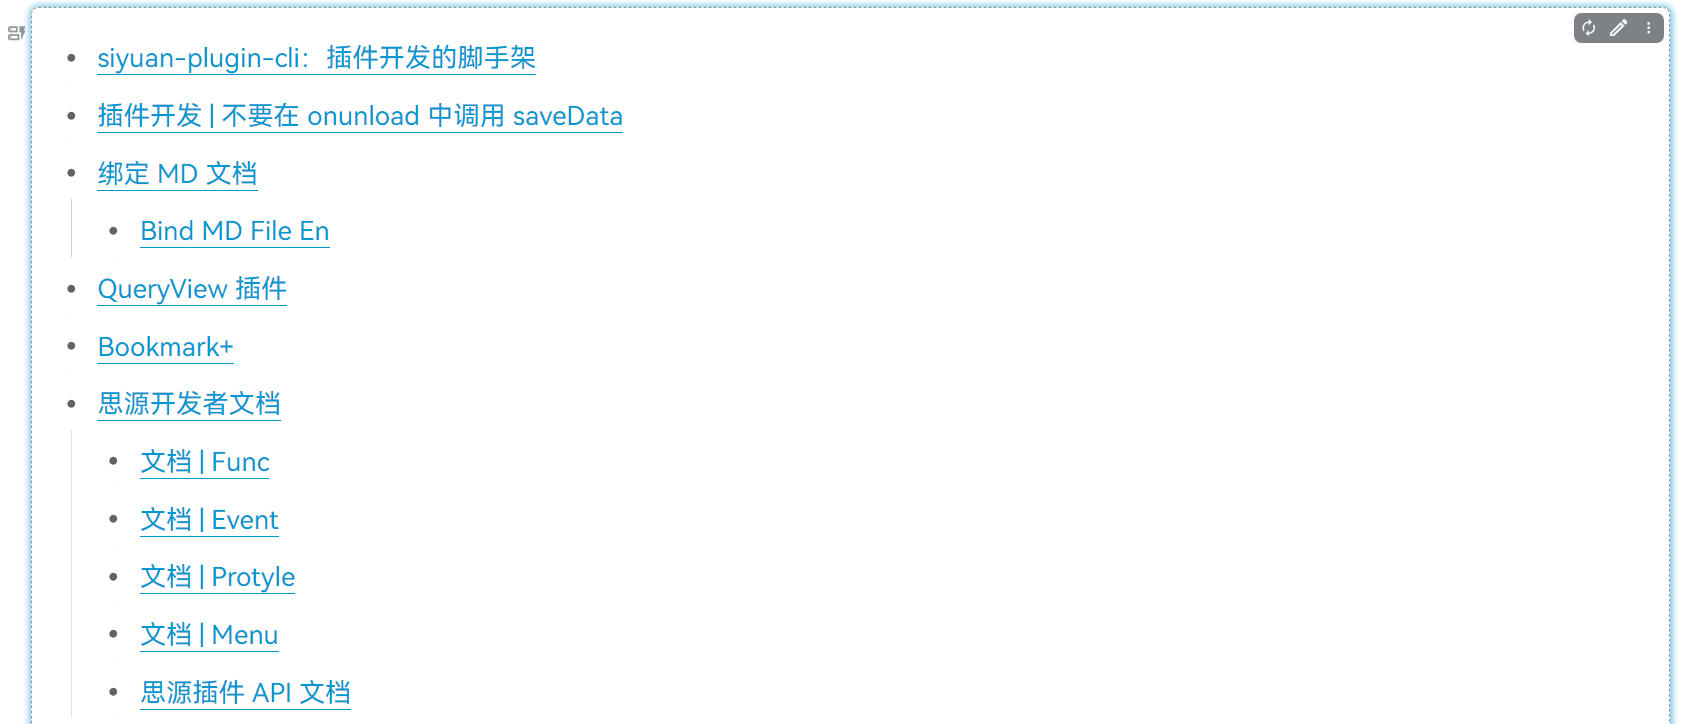 siyuan-plugin-cli：插件开发的脚手架
插件开发 | 不要在 onunload 中调用 saveData
绑定 MD 文档
Bind MD File En
QueryView 插件
Bookmark+
思源开发者文档
文档 | Func
文档 | Event
文档 | Protyle
文档 | Menu
思源插件 API 文档